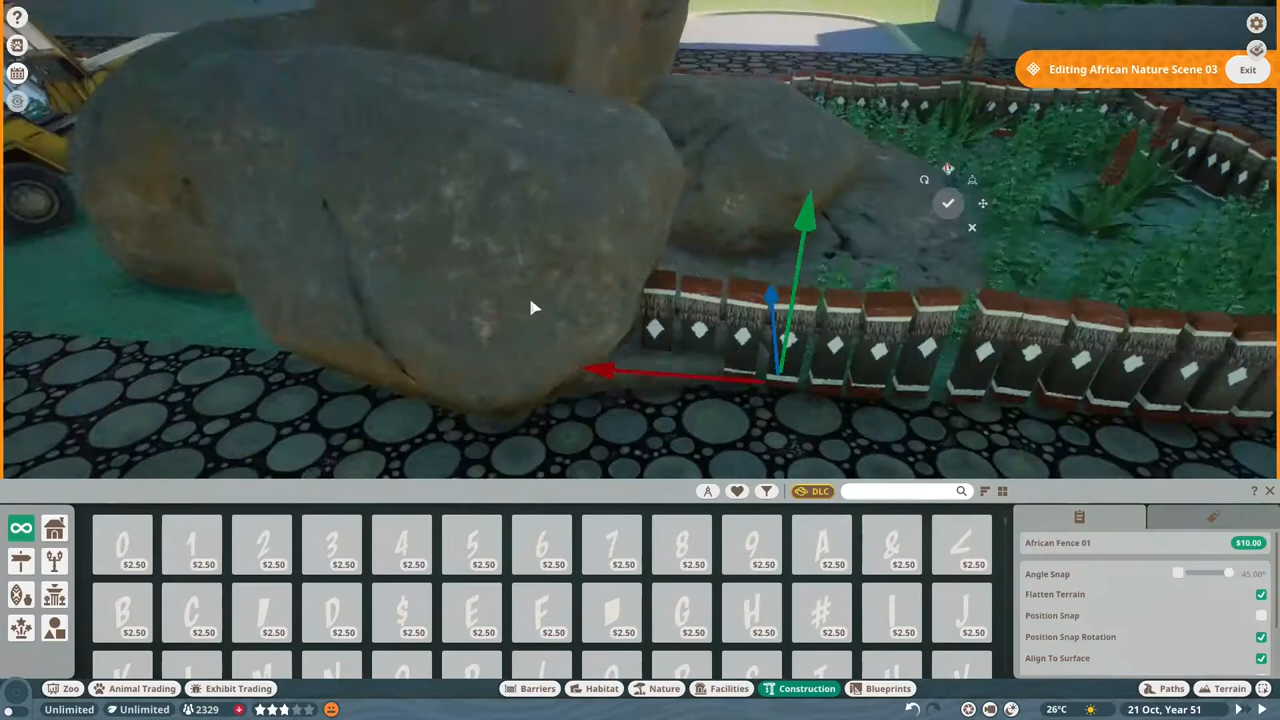 Editing African Nature Scene 03
Exit
DLC
0 $2.50
1 $2.50
2 $2.50
3 $2.50
4 $2.50
5 $2.50
6 $2.50
7 $2.50
8 $2.50
9 $2.50
A $2.50
& $2.50
$2.50
B $2.50
C $2.50
$2.50
D $2.50
$ $2.50
E $2.50
F $2.50
$2.50
G $2.50
H $2.50
# $2.50
I $2.50
J $2.50
African Fence 01 $10.00
Angle Snap 45.00°
Flatten Terrain
Position Snap
Position Snap Rotation
Align To Surface
Zoo Animal Trading Exhibit Trading Barriers Habitat Nature Facilities Construction Blueprints Paths Terrain
Unlimited Unlimited 2329 26°C 21 Oct, Year 51